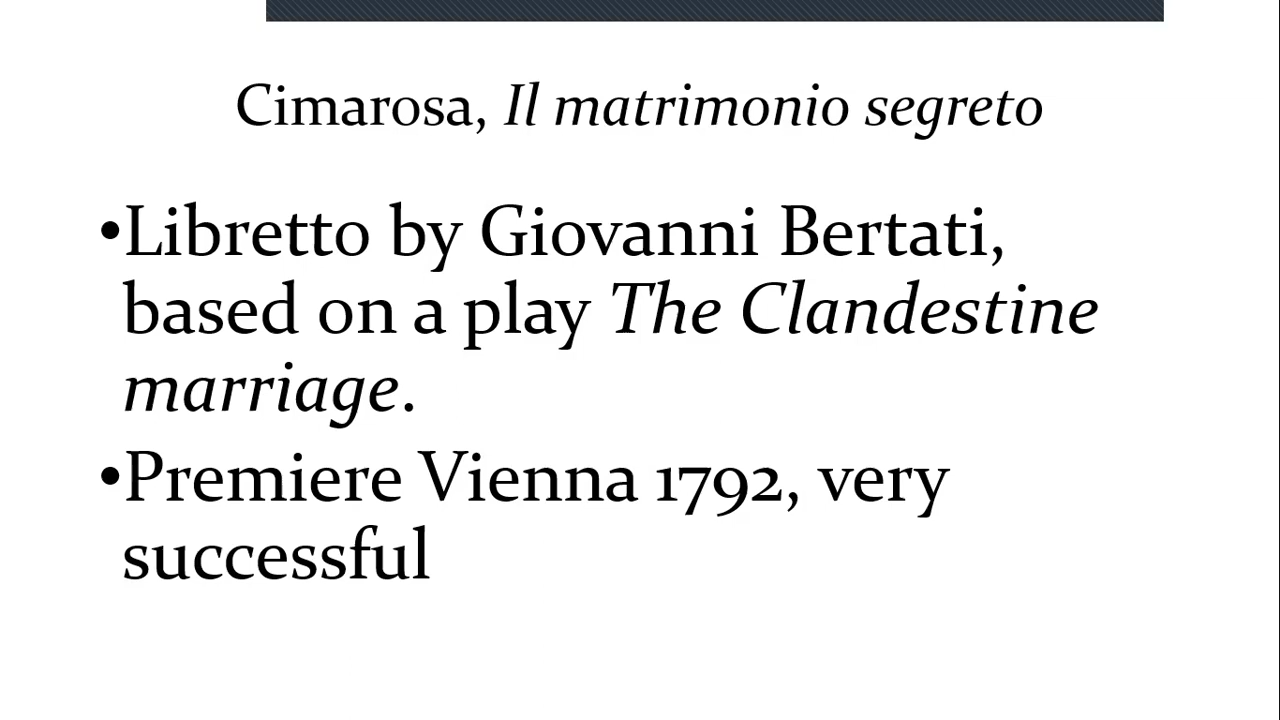 Cimarosa, Il matrimonio segreto
•Libretto by Giovanni Bertati,
based on a play The Clandestine
marriage.
•Premiere Vienna 1792, very
successful